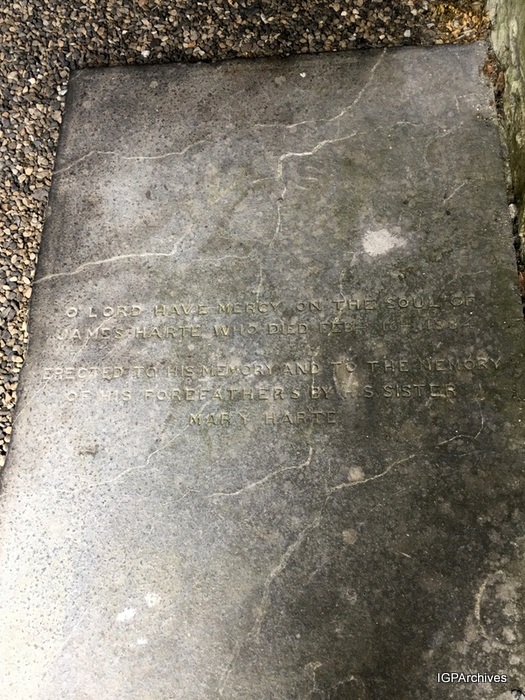 O LORD HAVE MERCY ON THE SOUL OF
JAMES HARTE WHO DIED FEBY
ERECTED TO HIS MEMORY AND TO THE MEMORY
OF HIS FOREFATHERS BY HIS SISTER
MARY HARTE
IGPArchives